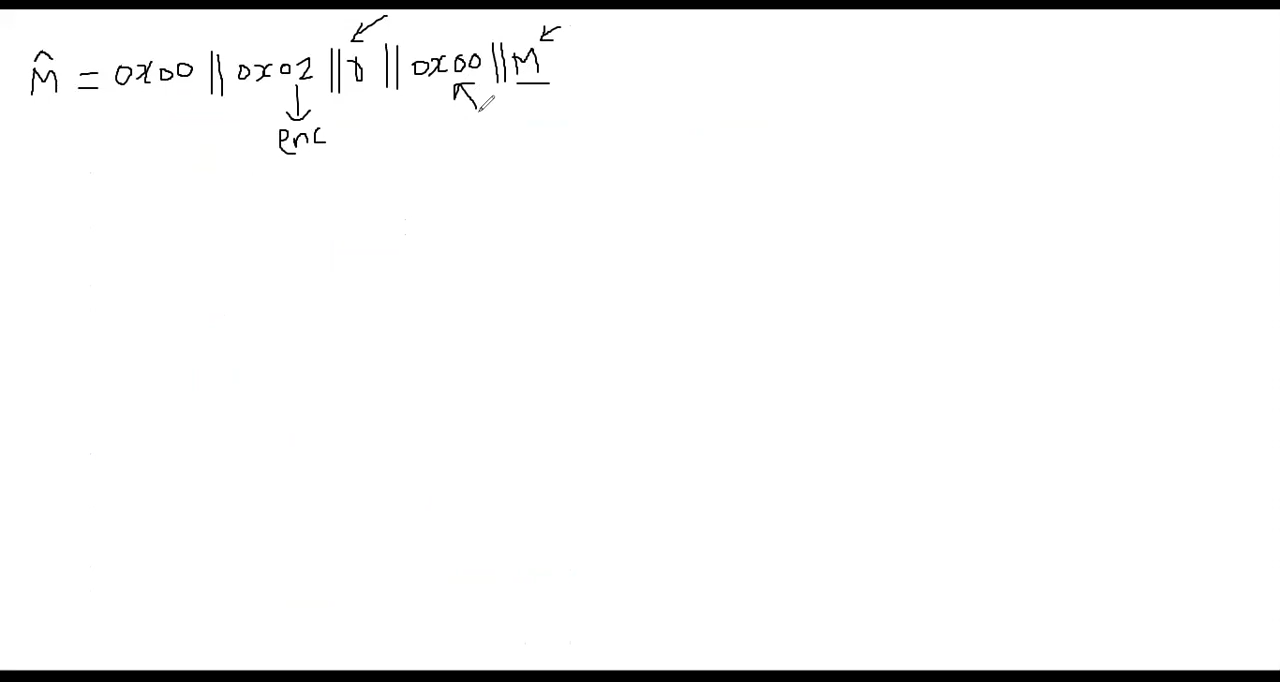 M̂ = 0x00 || 0x02 || r || 0x00 || M
enc